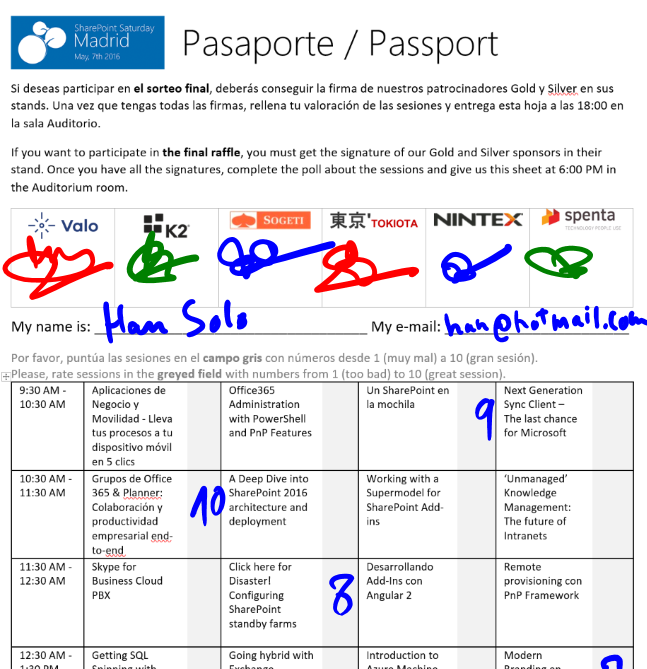 SharePoint Saturday
Madrid
May, 7th 2016
Pasaporte / Passport
Si deseas participar en el sorteo final, deberás conseguir la firma de nuestros patrocinadores Gold y Silver en sus
stands. Una vez que tengas todas las firmas, rellena tu valoración de las sesiones y entrega esta hoja a las 18:00 en
la sala Auditorio.
If you want to participate in the final raffle, you must get the signature of our Gold and Silver sponsors in their
stand. Once you have all the signatures, complete the poll about the sessions and give us this sheet at 6:00 PM in
the Auditorium room.
Valo K2 SOGETI 東京 TOKIOTA NINTEX spenta
TECHNOLOGY PEOPLE USE
My name is: Han Solo My e-mail: han@hotmail.com
Por favor, puntúa las sesiones en el campo gris con números desde 1 (muy mal) a 10 (gran sesión).
Please, rate sessions in the greyed field with numbers from 1 (too bad) to 10 (great session).
9:30 AM -
10:30 AM
Aplicaciones de
Negocio y
Movilidad - Lleva
tus procesos a tu
dispositivo móvil
en 5 clics
Office365
Administration
with PowerShell
and PnP Features
Un SharePoint en
la mochila
9
Next Generation
Sync Client –
The last chance
for Microsoft
10:30 AM -
11:30 AM
Grupos de Office
365 & Planner:
Colaboración y
productividad
empresarial end-
to-end
10
A Deep Dive into
SharePoint 2016
architecture and
deployment
Working with a
Supermodel for
SharePoint Add-
ins
‘Unmanaged’
Knowledge
Management:
The future of
Intranets
11:30 AM -
12:30 AM
Skype for
Business Cloud
PBX
Click here for
Disaster!
Configuring
SharePoint
standby farms
8
Desarrollando
Add-Ins con
Angular 2
Remote
provisioning con
PnP Framework
12:30 AM -
1:30 PM
Getting SQL
Spinning with
Going hybrid with
Exchange
Introduction to
Azure Machine
Modern
Branding en